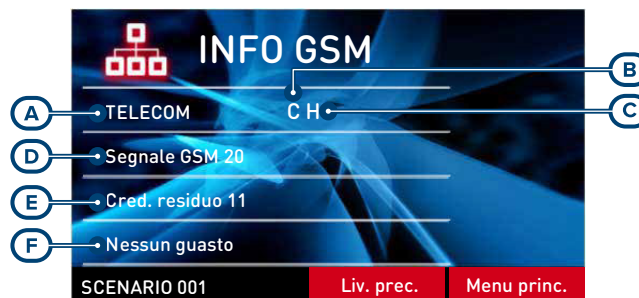 INFO GSM
B
A TELECOM C H C
D Segnale GSM 20
E Cred. residuo 11
F Nessun guasto
SCENARIO 001 Liv. prec. Menu princ.